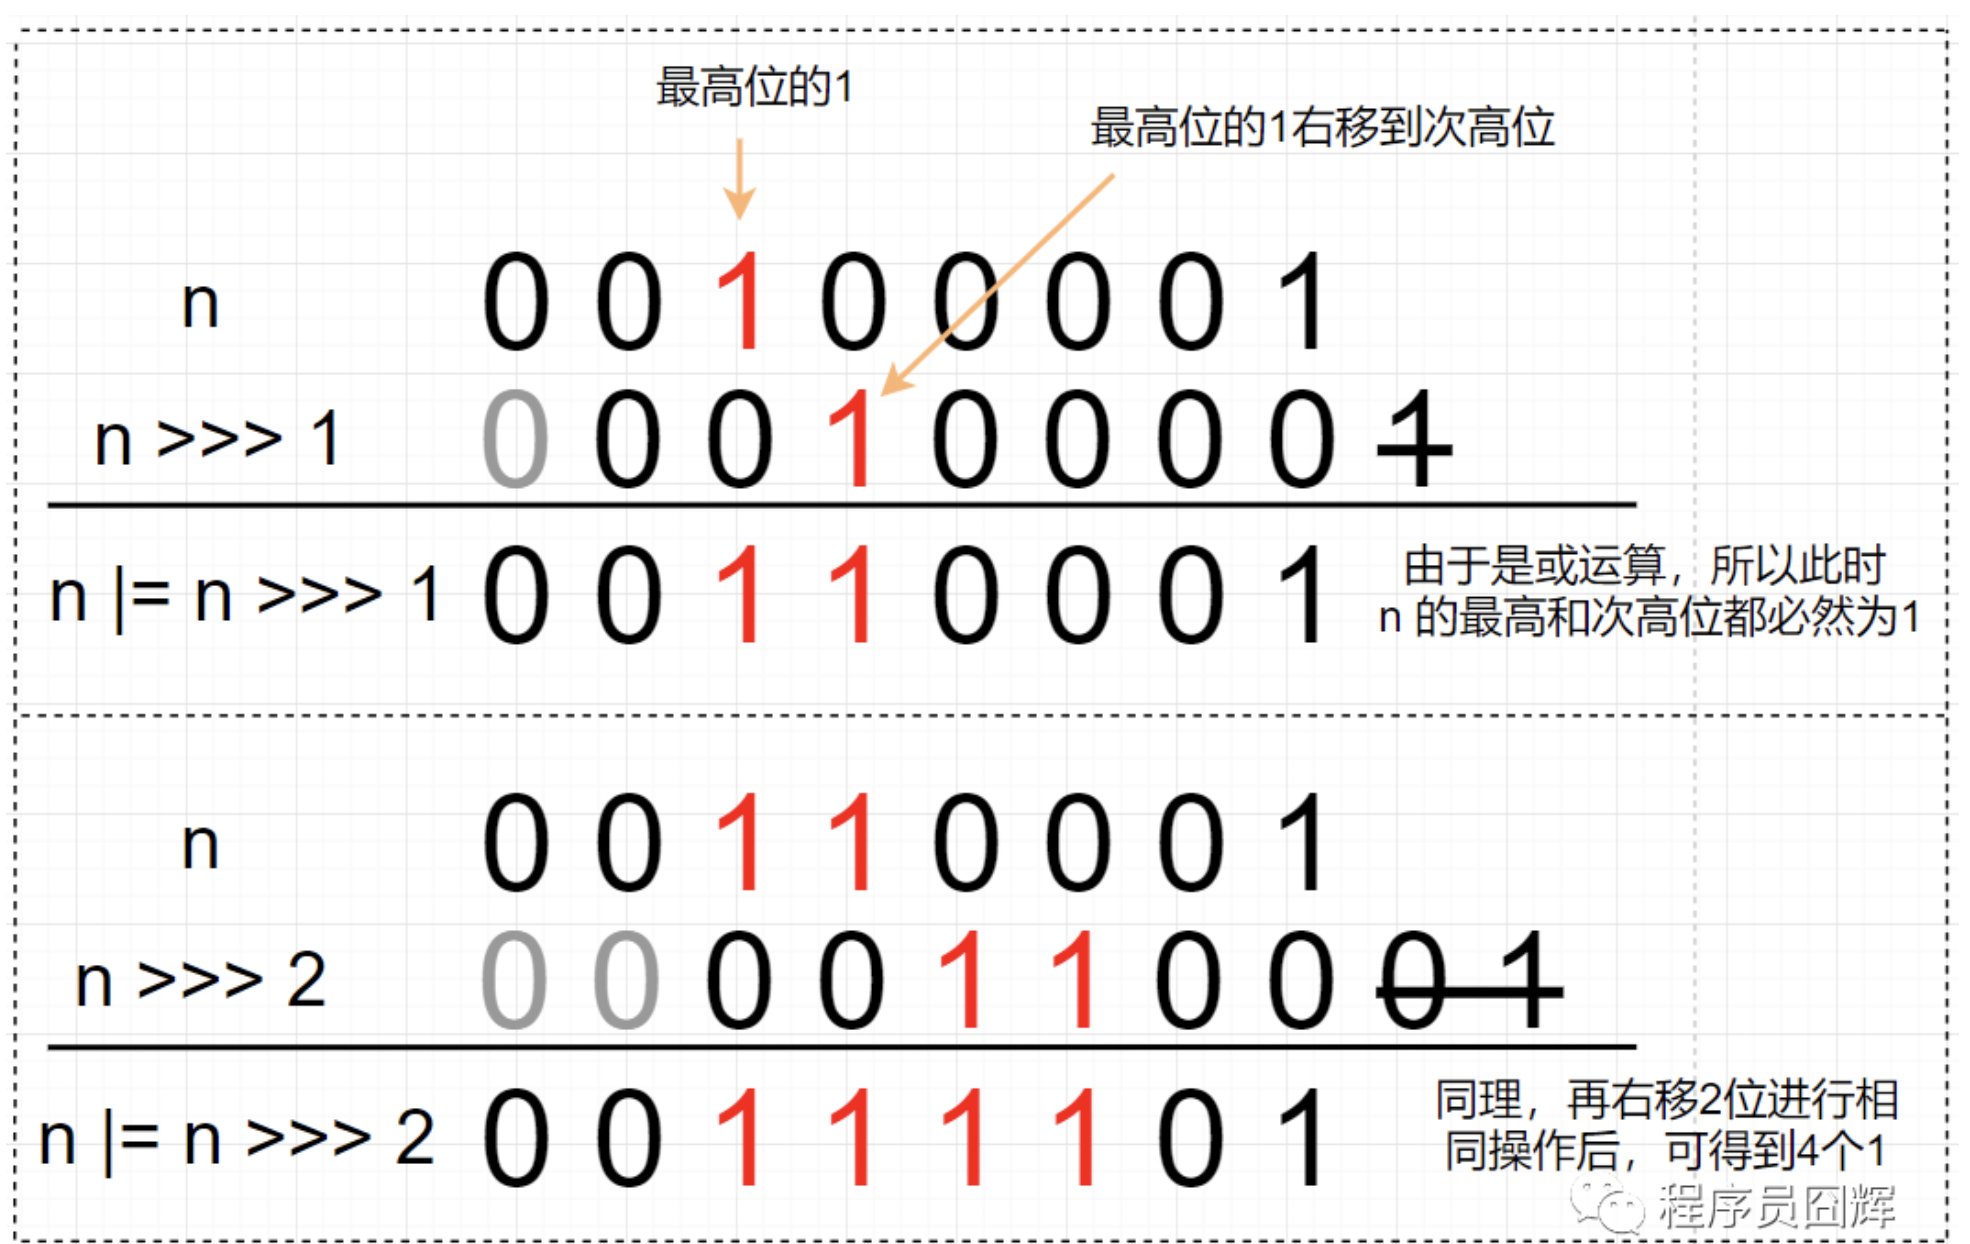 最高位的1
最高位的1右移到次高位
n 0 0 1 0 0 0 0 1
n >>> 1 0 0 0 1 0 0 0 0 1
n |= n >>> 1 0 0 1 1 0 0 0 1
由于是或运算，所以此时
n 的最高和次高位都必然为1
n 0 0 1 1 0 0 0 1
n >>> 2 0 0 0 0 1 1 0 0 0 1
n |= n >>> 2 0 0 1 1 1 1 0 1
同理，再右移2位进行相
同操作后，可得到4个1
程序员囧辉